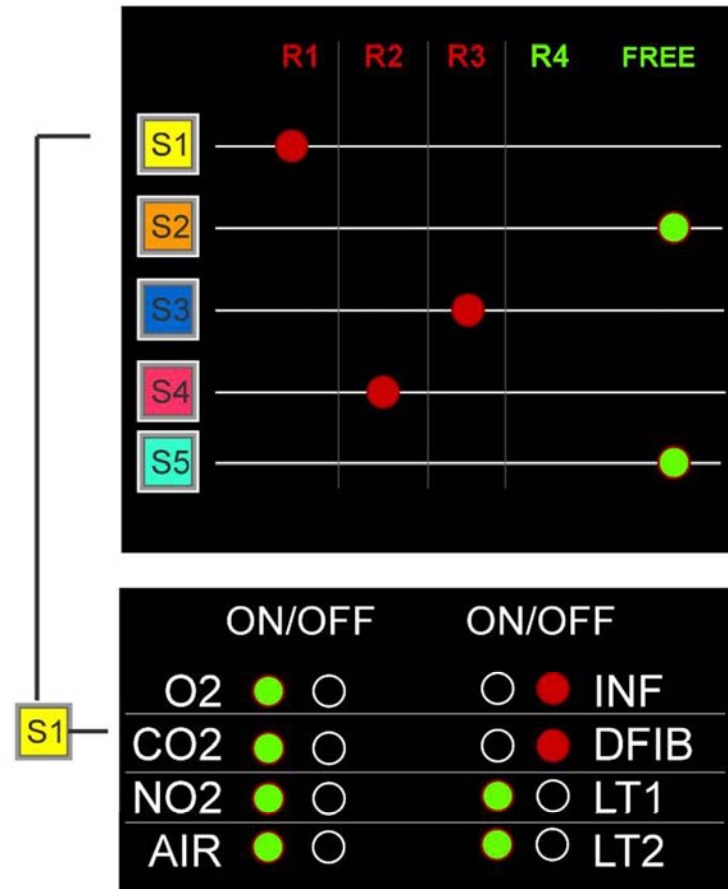 R1 R2 R3 R4 FREE
S1
S2
S3
S4
S5
ON/OFF ON/OFF
O2 INF
S1
CO2 DFIB
NO2 LT1
AIR LT2